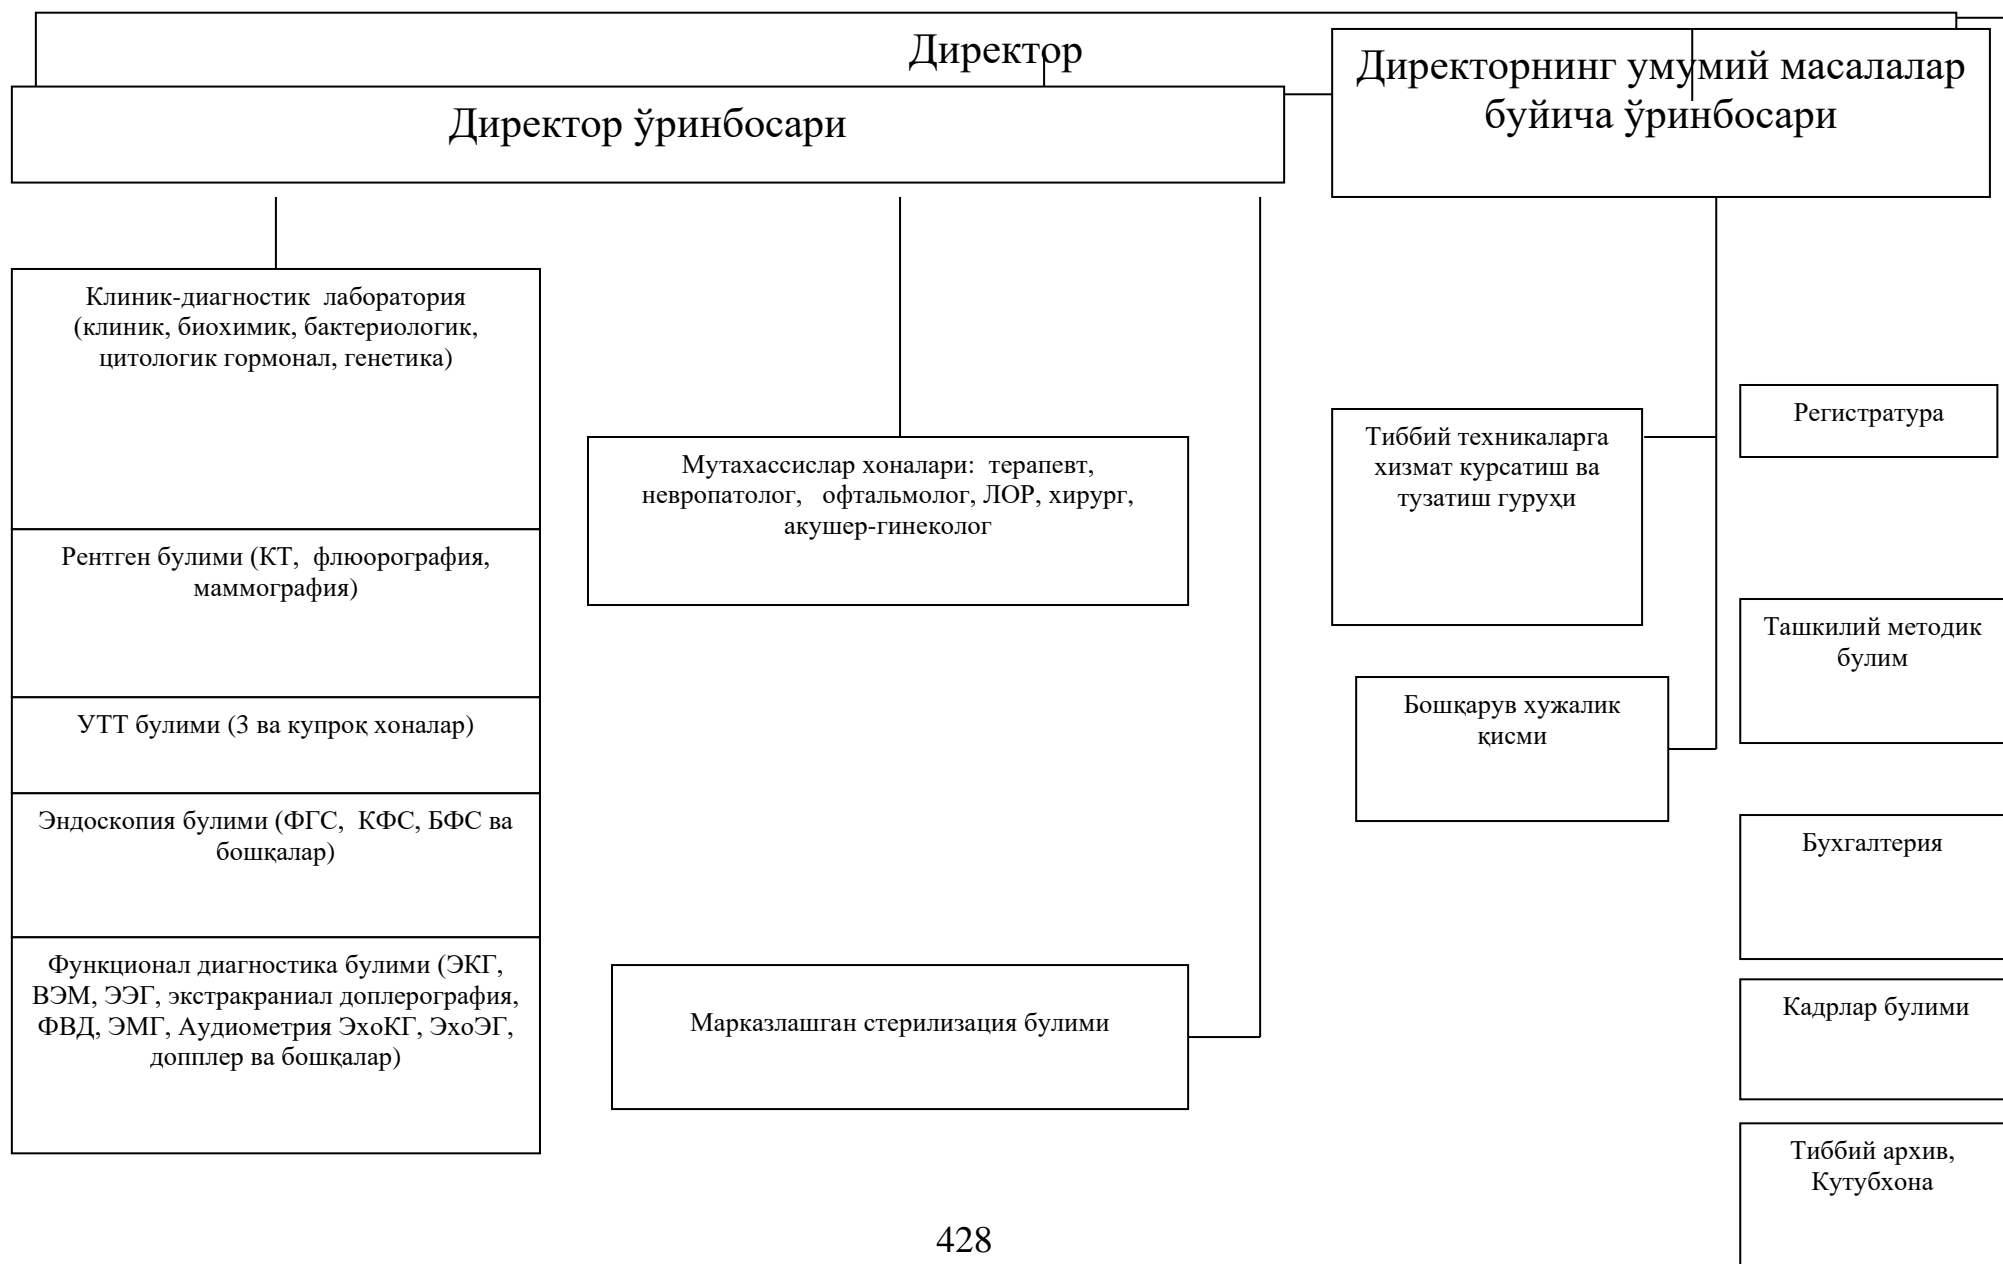 Директор
Директор ўринбосари
Директорнинг умумий масалалар
буйича ўринбосари
Клиник-диагностик лаборатория
(клиник, биохимик, бактериологик,
цитологик гормонал, генетика)
Рентген булими (КТ, флюорография,
маммография)
УТТ булими (3 ва купроқ хоналар)
Эндоскопия булими (ФГС, КФС, БФС ва
бошқалар)
Функционал диагностика булими (ЭКГ,
ВЭМ, ЭЭГ, экстракраниал доплерография,
ФВД, ЭМГ, Аудиометрия ЭхоКГ, ЭхоЭГ,
допплер ва бошқалар)
Мутахассислар хоналари: терапевт,
невропатолог, офтальмолог, ЛОР, хирург,
акушер-гинеколог
Марказлашган стерилизация булими
Тиббий техникаларга
хизмат курсатиш ва
тузатиш гуруҳи
Бошқарув хужалик
қисми
Регистратура
Ташкилий методик
булим
Бухгалтерия
Кадрлар булими
Тиббий архив,
Кутубхона
428